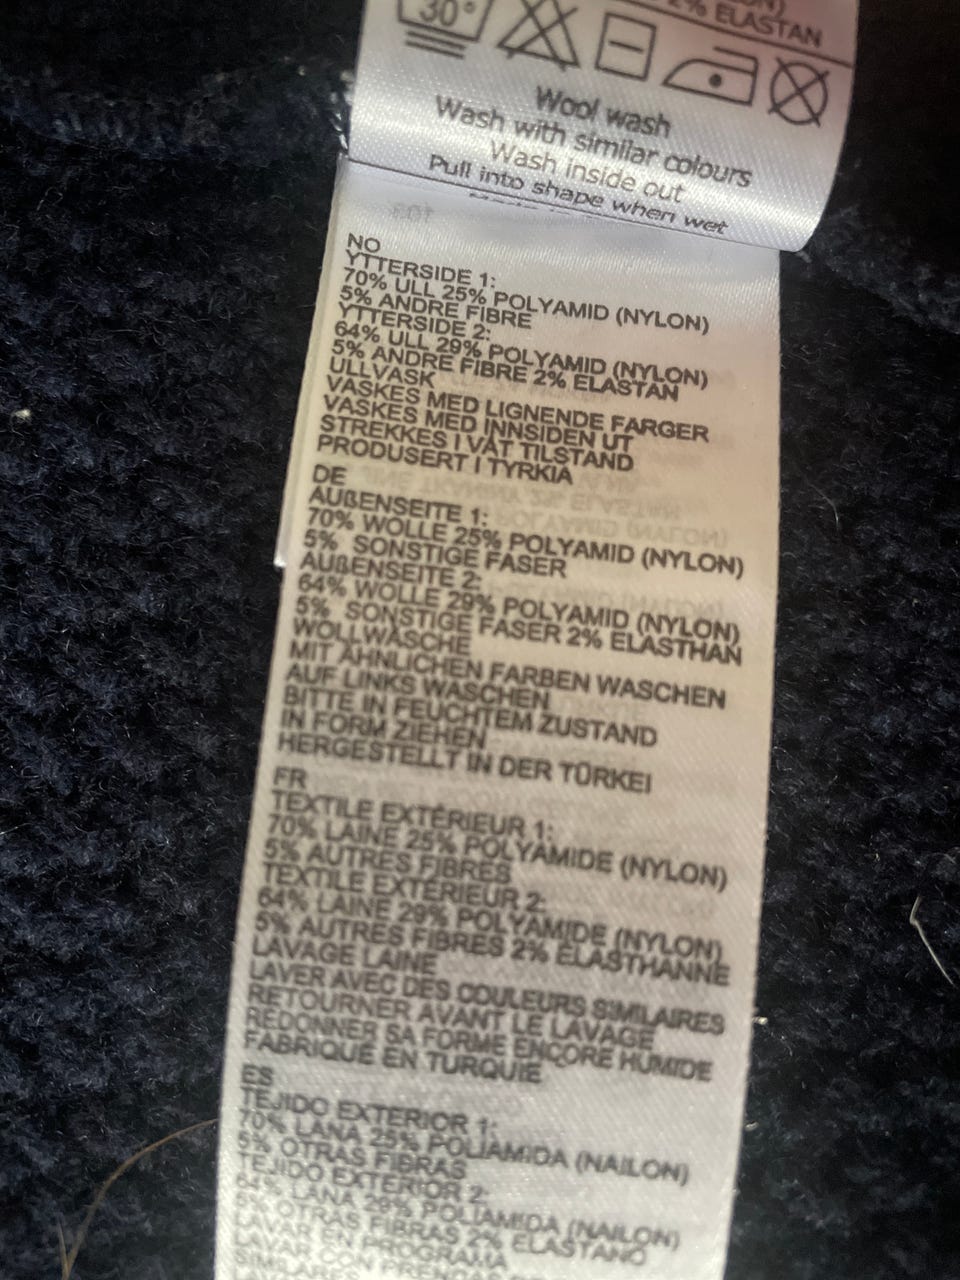 2% ELASTAN
30°
Wool wash
Wash with similar colours
Wash inside out
Pull into shape when wet
NO
YTTERSIDE 1:
70% ULL 25% POLYAMID (NYLON)
5% ANDRE FIBRE
YTTERSIDE 2:
64% ULL 29% POLYAMID (NYLON)
5% ANDRE FIBRE 2% ELASTAN
ULLVASK
VASKES MED LIGNENDE FARGER
VASKES MED INNSIDEN UT
STREKKES I VÅT TILSTAND
PRODUSERT I TYRKIA
DE
AUßENSEITE 1:
70% WOLLE 25% POLYAMID (NYLON)
5% SONSTIGE FASER
AUßENSEITE 2:
64% WOLLE 29% POLYAMID (NYLON)
5% SONSTIGE FASER 2% ELASTHAN
WOLLWÄSCHE
MIT ÄHNLICHEN FARBEN WASCHEN
AUF LINKS WASCHEN
BITTE IN FEUCHTEM ZUSTAND
IN FORM ZIEHEN
HERGESTELLT IN DER TÜRKEI
FR
TEXTILE EXTÉRIEUR 1:
70% LAINE 25% POLYAMIDE (NYLON)
5% AUTRES FIBRES
TEXTILE EXTÉRIEUR 2:
64% LAINE 29% POLYAMIDE (NYLON)
5% AUTRES FIBRES 2% ÉLASTHANNE
LAVAGE LAINE
LAVER AVEC DES COULEURS SIMILAIRES
RETOURNER AVANT LE LAVAGE
REDONNER SA FORME ENCORE HUMIDE
FABRIQUÉ EN TURQUIE
ES
TEJIDO EXTERIOR 1:
70% LANA 25% POLIAMIDA (NAILON)
5% OTRAS FIBRAS
TEJIDO EXTERIOR 2:
64% LANA 29% POLIAMIDA (NAILON)
5% OTRAS FIBRAS 2% ELASTANO
LAVAR EN PROGRAMA
LAVAR CON PRENDAS
SIMILARES